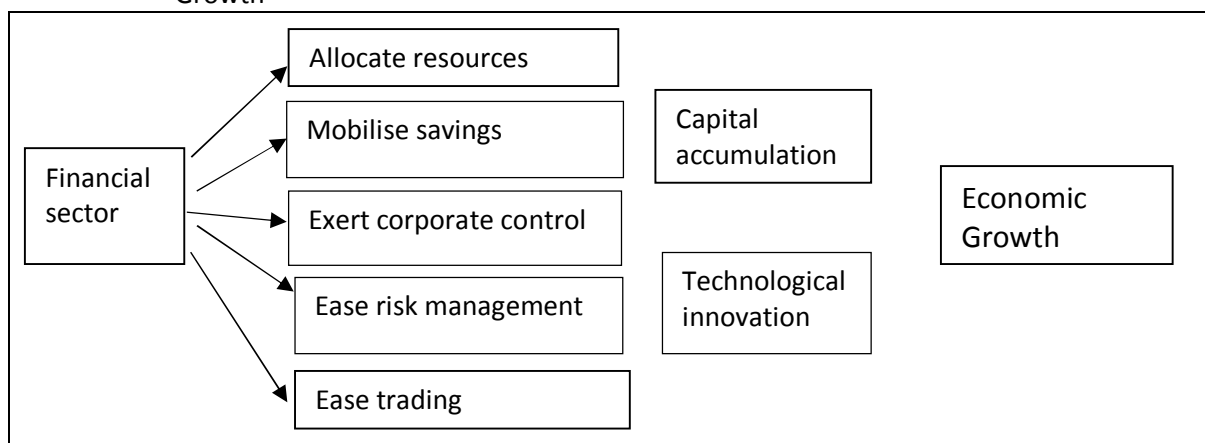 Growth
Financial
sector
Allocate resources
Mobilise savings
Exert corporate control
Ease risk management
Ease trading
Capital
accumulation
Technological
innovation
Economic
Growth